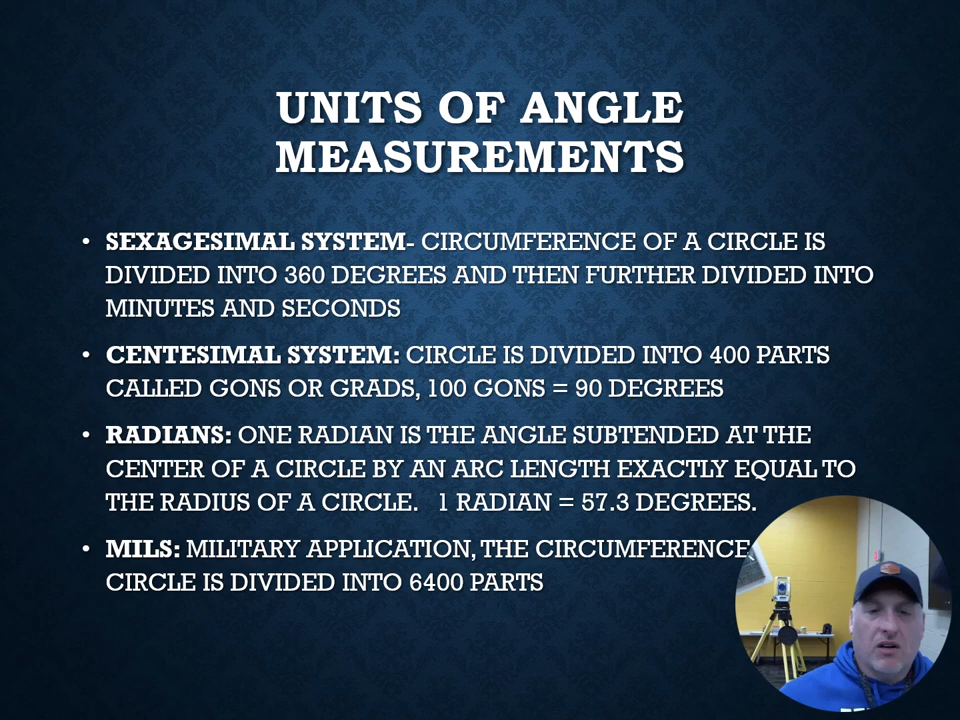 UNITS OF ANGLE
MEASUREMENTS
• SEXAGESIMAL SYSTEM- CIRCUMFERENCE OF A CIRCLE IS
DIVIDED INTO 360 DEGREES AND THEN FURTHER DIVIDED INTO
MINUTES AND SECONDS
• CENTESIMAL SYSTEM: CIRCLE IS DIVIDED INTO 400 PARTS
CALLED GONS OR GRADS, 100 GONS = 90 DEGREES
• RADIANS: ONE RADIAN IS THE ANGLE SUBTENDED AT THE
CENTER OF A CIRCLE BY AN ARC LENGTH EXACTLY EQUAL TO
THE RADIUS OF A CIRCLE. 1 RADIAN = 57.3 DEGREES.
• MILS: MILITARY APPLICATION, THE CIRCUMFERENCE
CIRCLE IS DIVIDED INTO 6400 PARTS